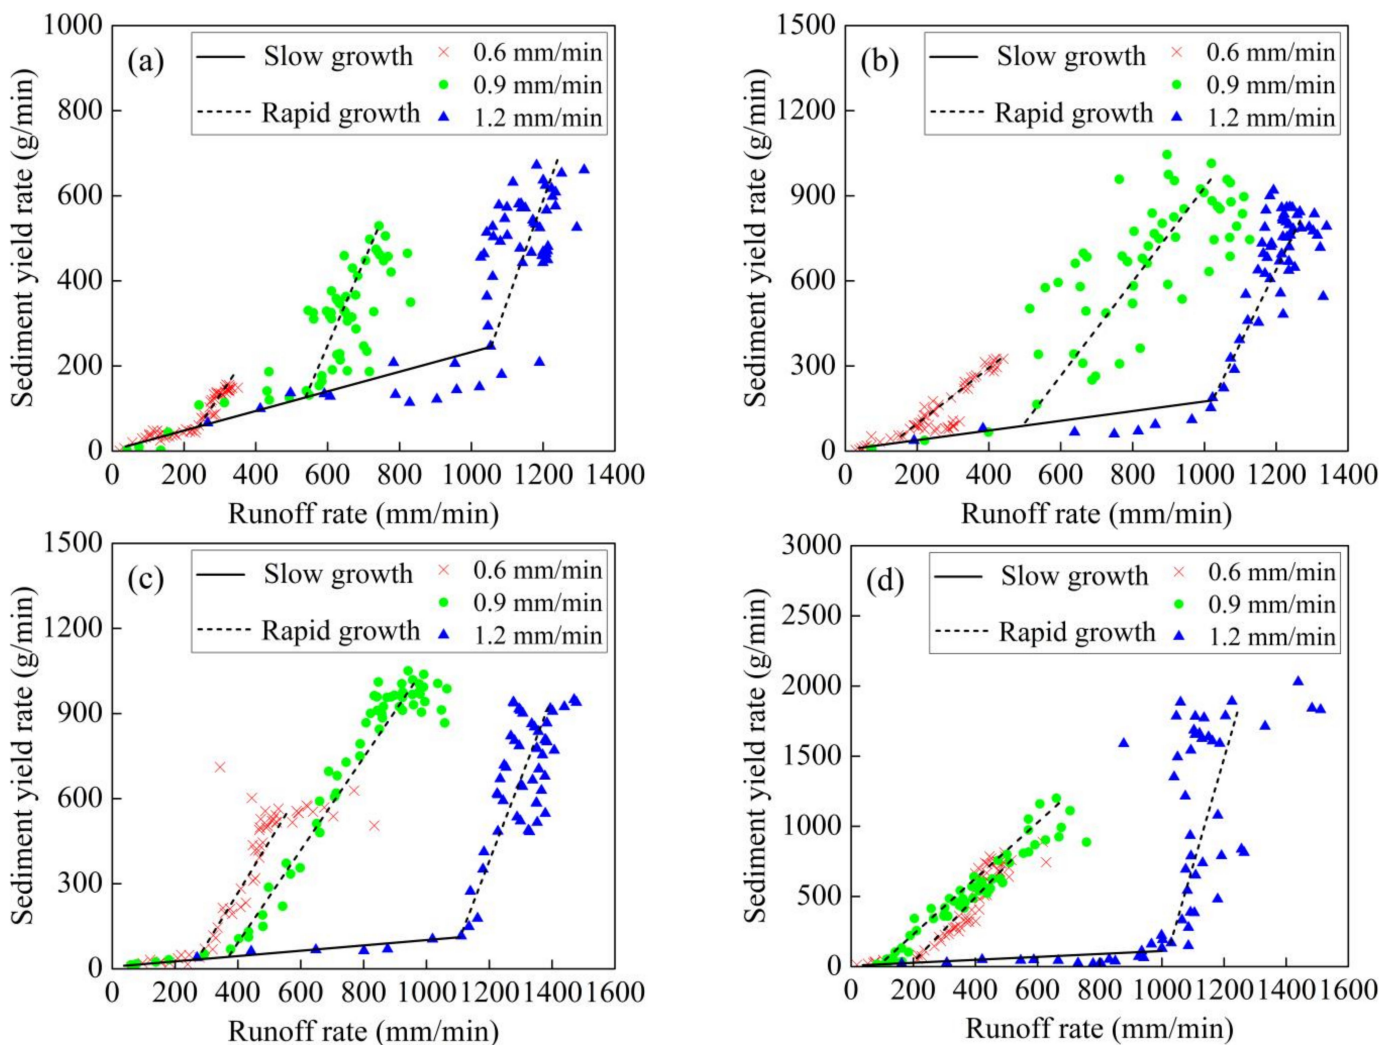 (a)
Slow growth
Rapid growth
0.6 mm/min
0.9 mm/min
1.2 mm/min
1000
800
600
400
200
0
0 200 400 600 800 1000 1200 1400
Sediment yield rate (g/min)
Runoff rate (mm/min)
(b)
Slow growth
Rapid growth
0.6 mm/min
0.9 mm/min
1.2 mm/min
1500
1200
900
600
300
0
0 200 400 600 800 1000 1200 1400
Sediment yield rate (g/min)
Runoff rate (mm/min)
(c)
Slow growth
Rapid growth
0.6 mm/min
0.9 mm/min
1.2 mm/min
1500
1200
900
600
300
0
0 200 400 600 800 1000 1200 1400 1600
Sediment yield rate (g/min)
Runoff rate (mm/min)
(d)
Slow growth
Rapid growth
0.6 mm/min
0.9 mm/min
1.2 mm/min
3000
2500
2000
1500
1000
500
0
0 200 400 600 800 1000 1200 1400 1600
Sediment yield rate (g/min)
Runoff rate (mm/min)